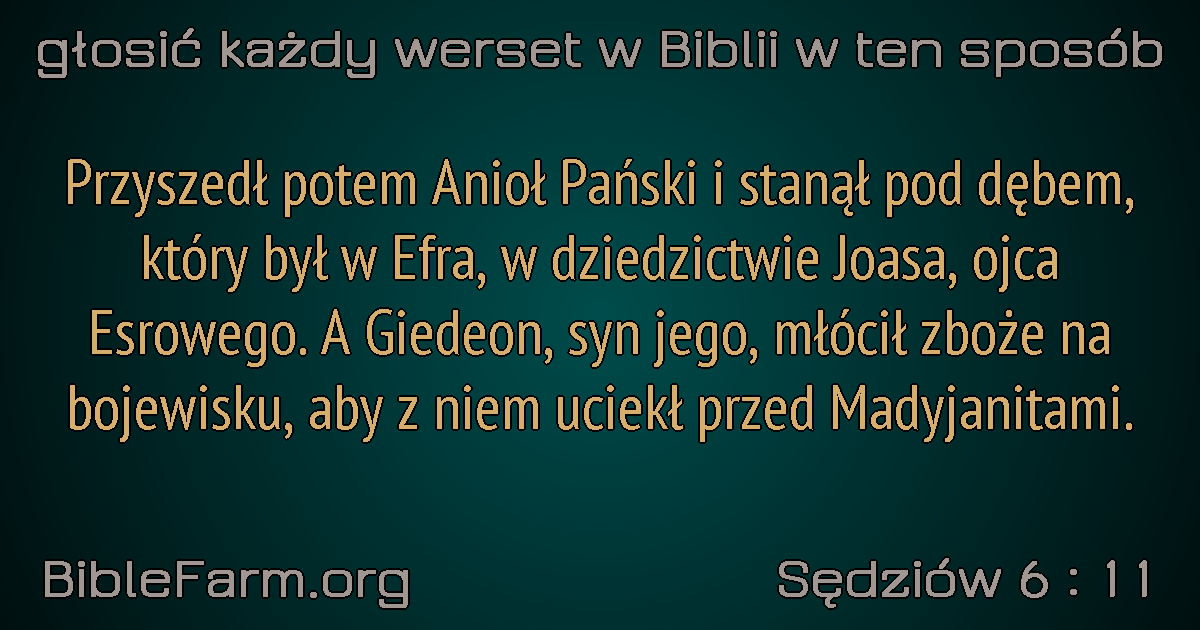 głosić każdy werset w Biblii w ten sposób
Przyszedł potem Anioł Pański i stanął pod dębem,
który był w Efra, w dziedzictwie Joasa, ojca
Esrowego. A Giedeon, syn jego, młócił zboże na
bojewisku, aby z niem uciekł przed Madyjanitami.
BibleFarm.org
Sędziów 6 : 11